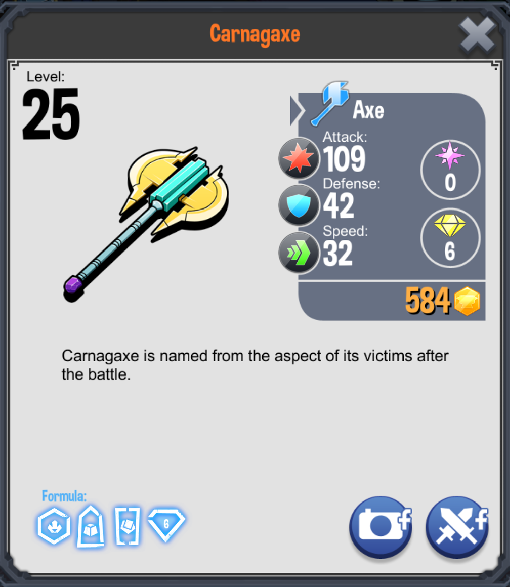 Carnagaxe
Level:
25
Axe
Attack:
109
0
Defense:
42
6
Speed:
32
584
Carnagaxe is named from the aspect of its victims after
the battle.
Formula:
6
f
f